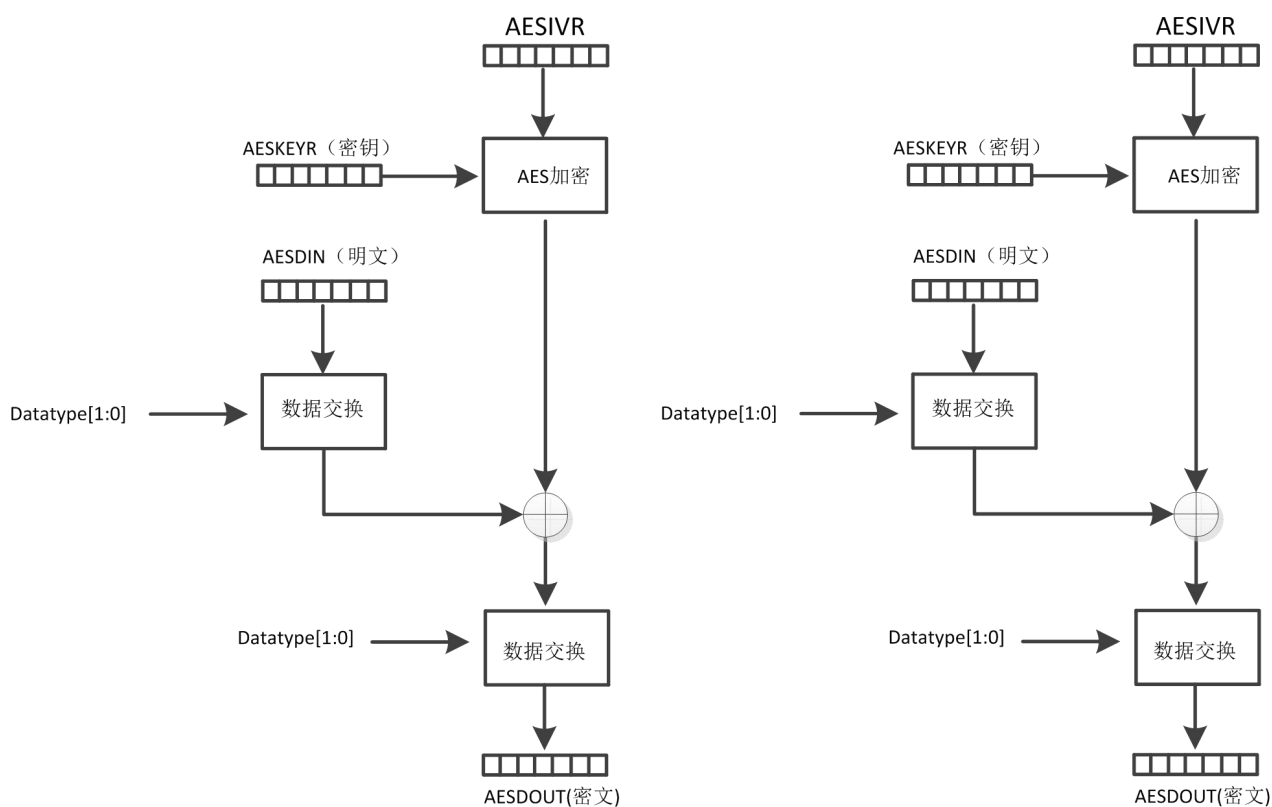 AESIVR
AESKEYR（密钥）
AES加密
AESDIN（明文）
Datatype[1:0]
数据交换
Datatype[1:0]
数据交换
AESDOUT(密文)
AESIVR
AESKEYR（密钥）
AES加密
AESDIN（明文）
Datatype[1:0]
数据交换
Datatype[1:0]
数据交换
AESDOUT(密文)